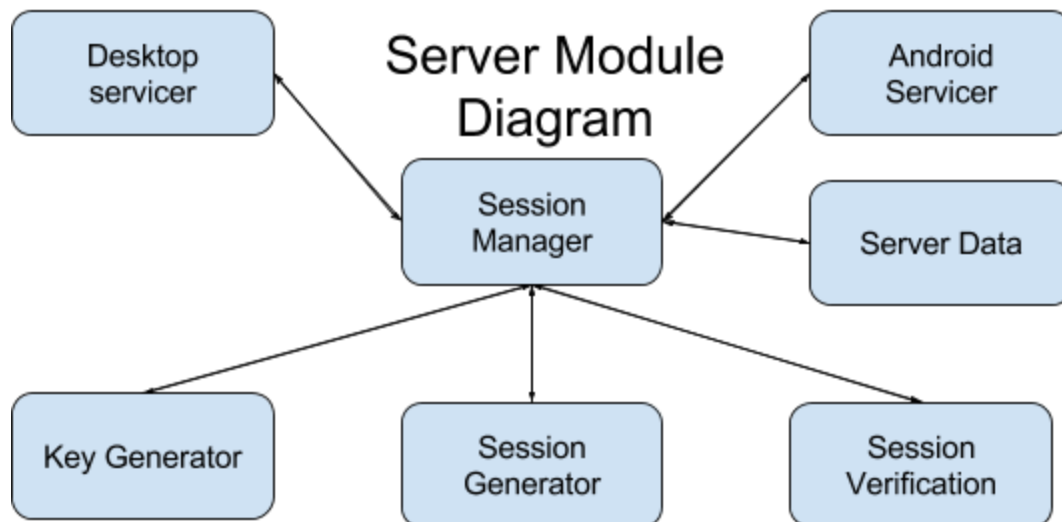 Desktop
servicer
Server Module
Diagram
Android
Servicer
Session
Manager
Server Data
Key Generator
Session
Generator
Session
Verification